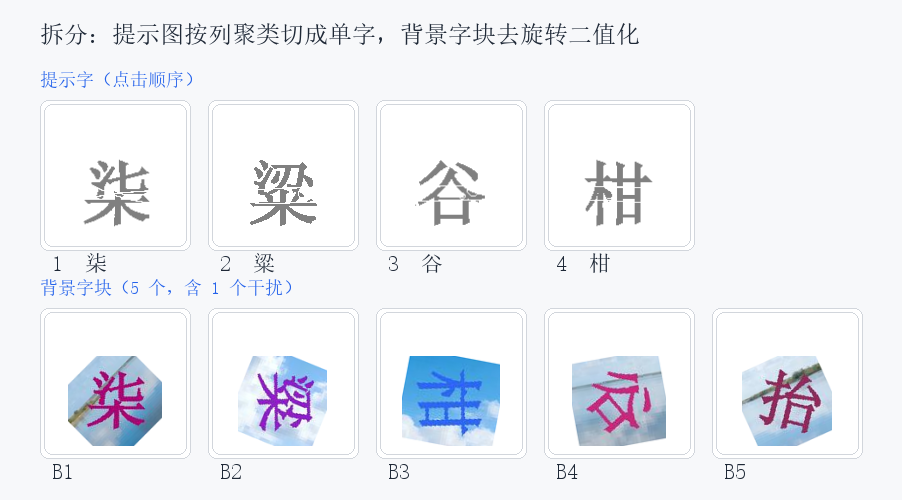 拆分：提示图按列聚类切成单字，背景字块去旋转二值化
提示字（点击顺序）
柒 粱 谷 柑
1 柒 2 粱 3 谷 4 柑
背景字块（5 个，含 1 个干扰）
柒 粱 柑 谷 抬
B1 B2 B3 B4 B5